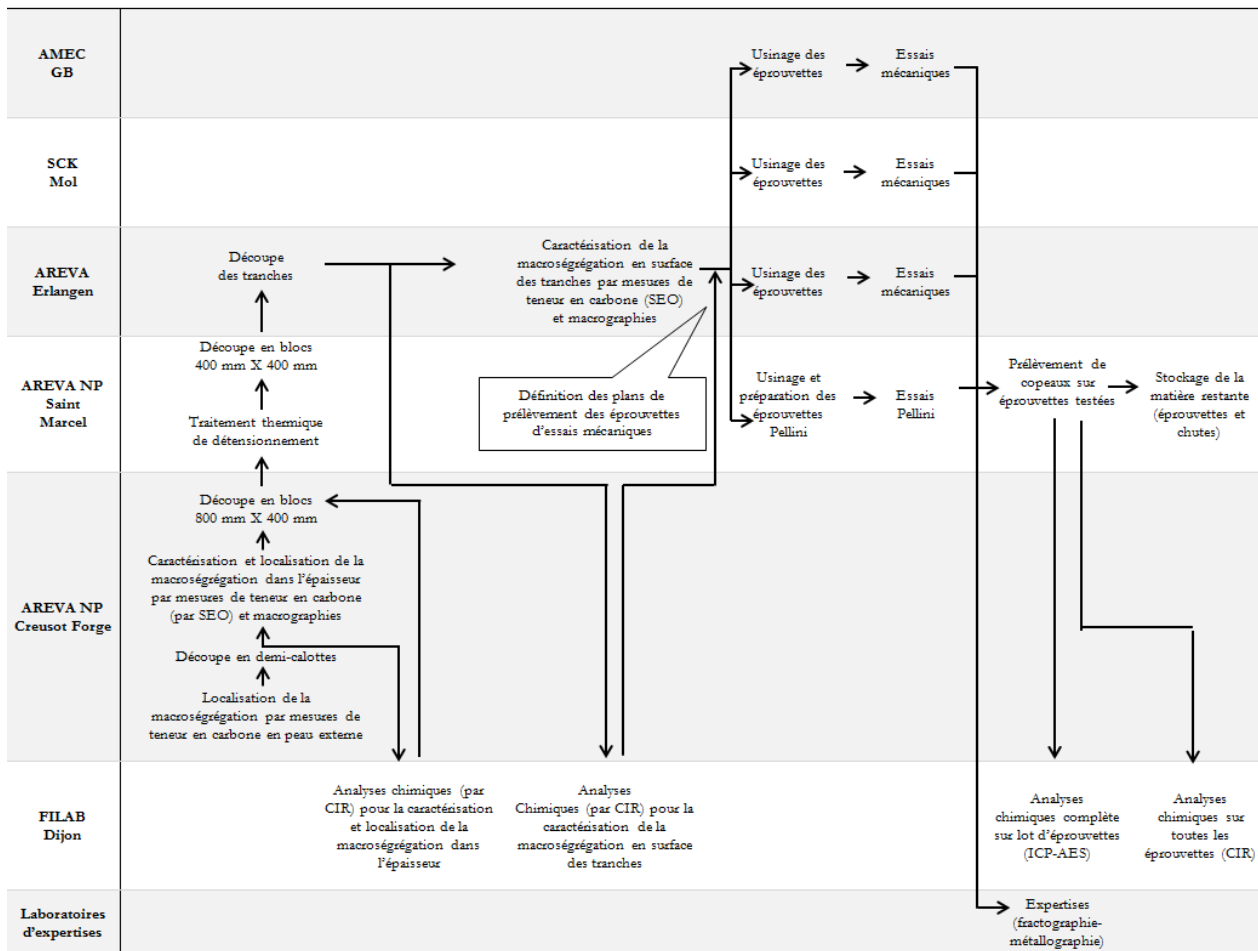 AMEC
GB
Usinage des
éprouvettes
Essais
mécaniques
SCK
Mol
Usinage des
éprouvettes
Essais
mécaniques
AREVA
Erlangen
Découpe
des tranches
Caractérisation de la
macroségrégation en surface
des tranches par mesures de
teneur en carbone (SEO)
et macrographies
Usinage des
éprouvettes
Essais
mécaniques
AREVA NP
Saint
Marcel
Découpe en blocs
400 mm X 400 mm
Traitement thermique
de détensionnement
Définition des plans de
prélèvement des éprouvettes
d'essais mécaniques
Usinage et
préparation des
éprouvettes
Pellini
Essais
Pellini
Prélèvement de
copeaux sur
éprouvettes testées
Stockage de la
matière restante
(éprouvettes et
chutes)
AREVA NP
Creusot Forge
Découpe en blocs
800 mm X 400 mm
Caractérisation et localisation de la
macroségrégation dans l'épaisseur
par mesures de teneur en carbone
(par SEO) et macrographies
Découpe en demi-calottes
Localisation de la
macroségrégation par mesures de
teneur en carbone en peau externe
FILAB
Dijon
Analyses chimiques (par
CIR) pour la caractérisation
et localisation de la
macroségrégation dans
l'épaisseur
Analyses
Chimiques (par CIR) pour la
caractérisation de la
macroségrégation en surface
des tranches
Analyses
chimiques complète
sur lot d'éprouvettes
(ICP-AES)
Analyses
chimiques sur
toutes les
éprouvettes (CIR)
Laboratoires
d'expertises
Expertises
(fractographie-
métallographie)